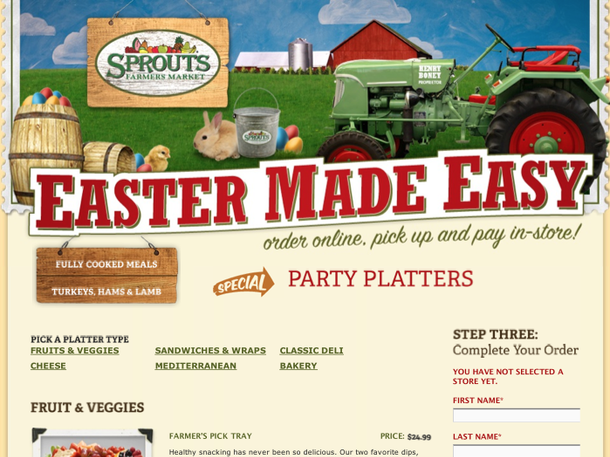 SPROUTS
FARMERS MARKET
HENRY
BONEY
PROPRIETOR
SPROUTS
EASTER MADE EASY
order online, pick up and pay in-store!
FULLY COOKED MEALS
TURKEYS, HAMS & LAMB
SPECIAL
PARTY PLATTERS
PICK A PLATTER TYPE
FRUITS & VEGGIES
SANDWICHES & WRAPS
CLASSIC DELI
CHEESE
MEDITERRANEAN
BAKERY
STEP THREE:
Complete Your Order
YOU HAVE NOT SELECTED A
STORE YET.
FIRST NAME*
LAST NAME*
FRUIT & VEGGIES
FARMER'S PICK TRAY
PRICE: $24.99
Healthy snacking has never been so delicious. Our two favorite dips,